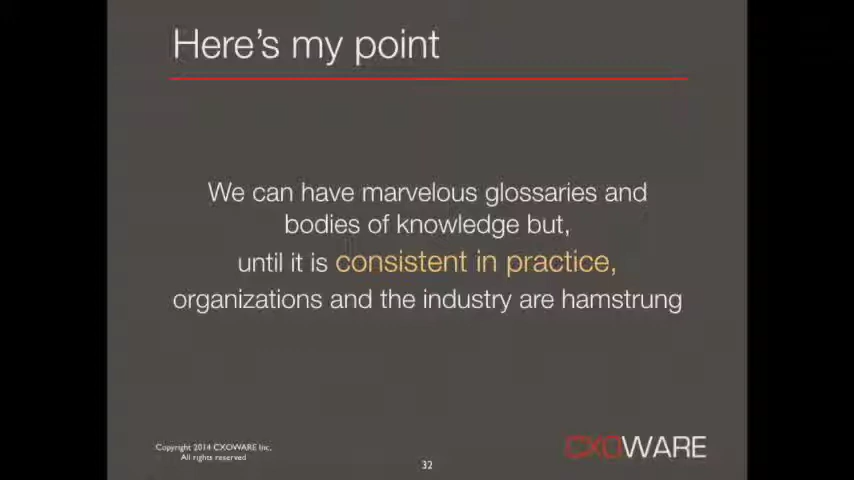 Here's my point
We can have marvelous glossaries and
bodies of knowledge but,
until it is consistent in practice,
organizations and the industry are hamstrung
Copyright 2014 CXOWARE Inc.
All rights reserved
32
CXOWARE